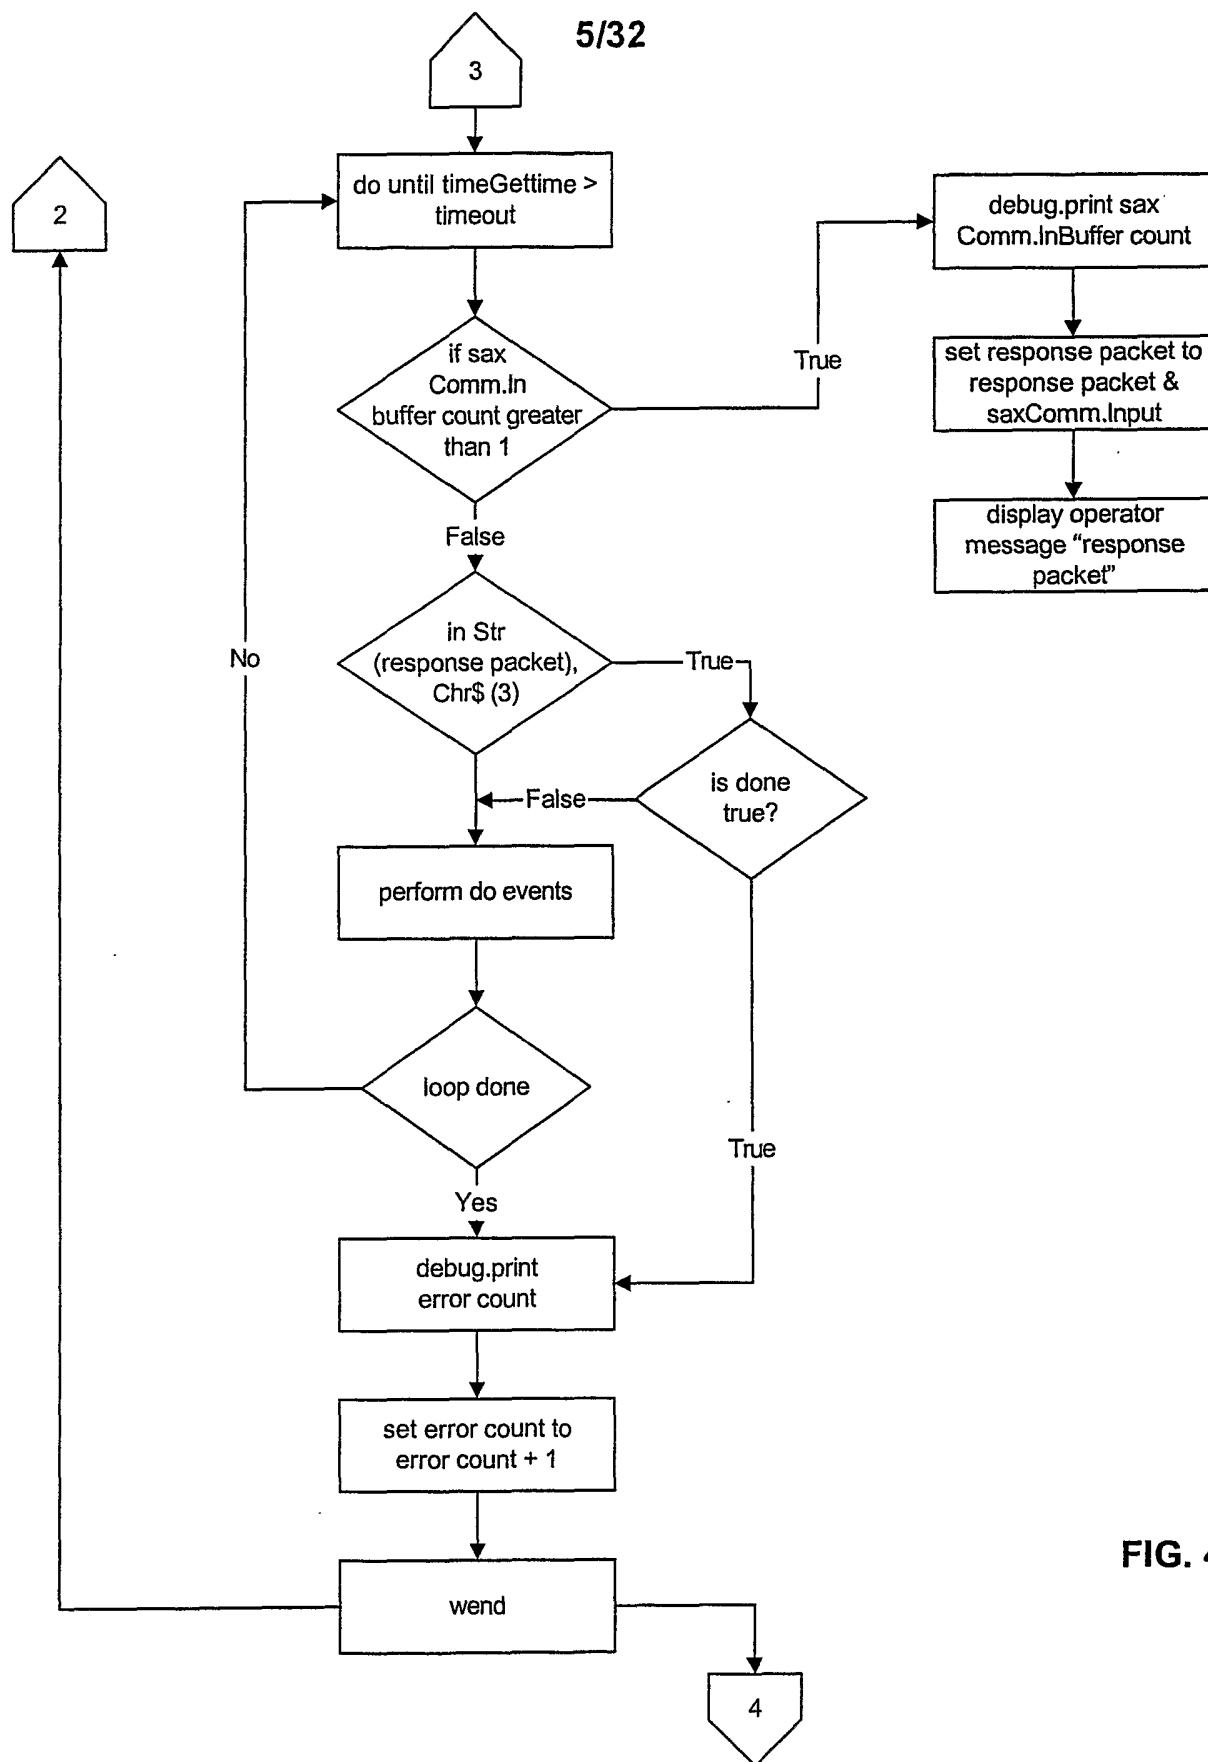 5/32
3
do until timeGettime >
timeout
2
debug.print sax
Comm.InBuffer count
if sax
Comm.In
buffer count greater
than 1
True
set response packet to
response packet &
saxComm.Input
False
display operator
message “response
packet”
in Str
(response packet),
Chr$ (3)
True
No
is done
true?
False
perform do events
loop done
True
Yes
debug.print
error count
set error count to
error count + 1
wend
FIG. 4
4